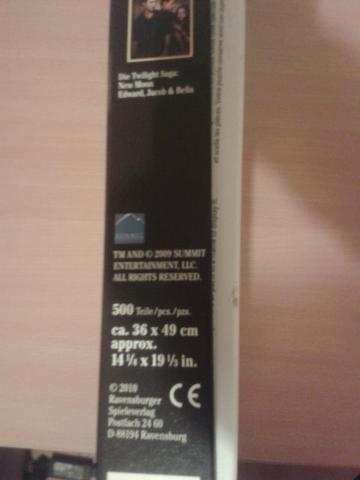 Die Twilight Saga:
New Moon
Edward, Jacob & Bella
SUMMIT
TM AND © 2009 SUMMIT
ENTERTAINMENT, LLC.
ALL RIGHTS RESERVED.
500 Teile/pcs./pzs.
ca. 36 x 49 cm
approx.
14 ¼ x 19 ⅓ in.
© 2010
Ravensburger
Spieleverlag
Postfach 24 60
D-88194 Ravensburg
CE